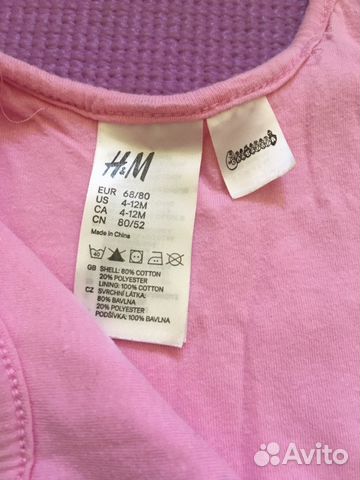 H&M
EUR 68/80
US 4-12M
CA 4-12M
CN 80/52
Made in China
40
GB SHELL: 80% COTTON
20% POLYESTER
LINING: 100% COTTON
CZ SVRCHNÍ LÁTKA:
80% BAVLNA
20% POLYESTER
PODŠÍVKA: 100% BAVLNA
Avito